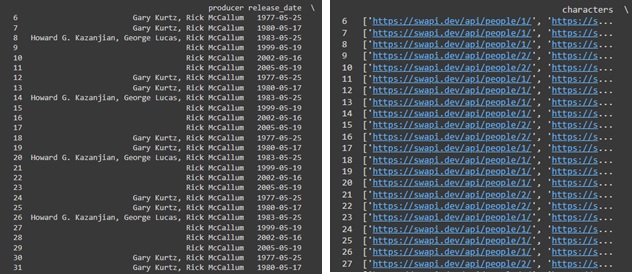 producer release_date \
6 Gary Kurtz, Rick McCallum 1977-05-25
7 Gary Kurtz, Rick McCallum 1980-05-17
8 Howard G. Kazanjian, George Lucas, Rick McCallum 1983-05-25
9 Rick McCallum 1999-05-19
10 Rick McCallum 2002-05-16
11 Rick McCallum 2005-05-19
12 Gary Kurtz, Rick McCallum 1977-05-25
13 Gary Kurtz, Rick McCallum 1980-05-17
14 Howard G. Kazanjian, George Lucas, Rick McCallum 1983-05-25
15 Rick McCallum 1999-05-19
16 Rick McCallum 2002-05-16
17 Rick McCallum 2005-05-19
18 Gary Kurtz, Rick McCallum 1977-05-25
19 Gary Kurtz, Rick McCallum 1980-05-17
20 Howard G. Kazanjian, George Lucas, Rick McCallum 1983-05-25
21 Rick McCallum 1999-05-19
22 Rick McCallum 2002-05-16
23 Rick McCallum 2005-05-19
24 Gary Kurtz, Rick McCallum 1977-05-25
25 Gary Kurtz, Rick McCallum 1980-05-17
26 Howard G. Kazanjian, George Lucas, Rick McCallum 1983-05-25
27 Rick McCallum 1999-05-19
28 Rick McCallum 2002-05-16
29 Rick McCallum 2005-05-19
30 Gary Kurtz, Rick McCallum 1977-05-25
31 Gary Kurtz, Rick McCallum 1980-05-17
characters \
6 ['https://swapi.dev/api/people/1/', 'https://s...
7 ['https://swapi.dev/api/people/1/', 'https://s...
8 ['https://swapi.dev/api/people/1/', 'https://s...
9 ['https://swapi.dev/api/people/2/', 'https://s...
10 ['https://swapi.dev/api/people/2/', 'https://s...
11 ['https://swapi.dev/api/people/1/', 'https://s...
12 ['https://swapi.dev/api/people/1/', 'https://s...
13 ['https://swapi.dev/api/people/1/', 'https://s...
14 ['https://swapi.dev/api/people/1/', 'https://s...
15 ['https://swapi.dev/api/people/2/', 'https://s...
16 ['https://swapi.dev/api/people/2/', 'https://s...
17 ['https://swapi.dev/api/people/1/', 'https://s...
18 ['https://swapi.dev/api/people/1/', 'https://s...
19 ['https://swapi.dev/api/people/1/', 'https://s...
20 ['https://swapi.dev/api/people/1/', 'https://s...
21 ['https://swapi.dev/api/people/2/', 'https://s...
22 ['https://swapi.dev/api/people/2/', 'https://s...
23 ['https://swapi.dev/api/people/1/', 'https://s...
24 ['https://swapi.dev/api/people/1/', 'https://s...
25 ['https://swapi.dev/api/people/1/', 'https://s...
26 ['https://swapi.dev/api/people/1/', 'https://s...
27 ['https://swapi.dev/api/people/2/', 'https://s...